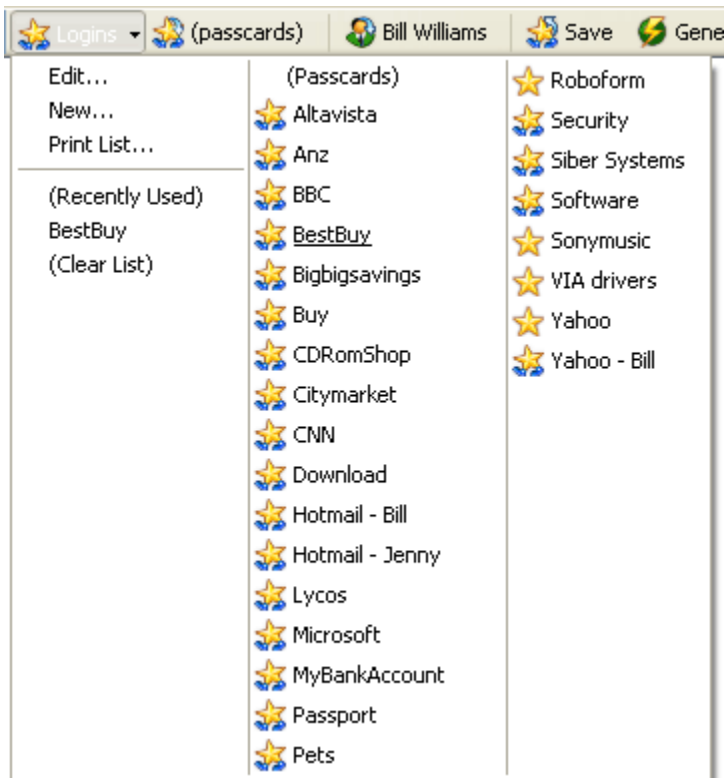 Logins (passcards) Bill Williams Save Gene
Edit...
New...
Print List...
(Recently Used)
BestBuy
(Clear List)
(Passcards)
Altavista
Anz
BBC
BestBuy
Bigbigsavings
Buy
CDRomShop
Citymarket
CNN
Download
Hotmail - Bill
Hotmail - Jenny
Lycos
Microsoft
MyBankAccount
Passport
Pets
Roboform
Security
Siber Systems
Software
Sonymusic
VIA drivers
Yahoo
Yahoo - Bill